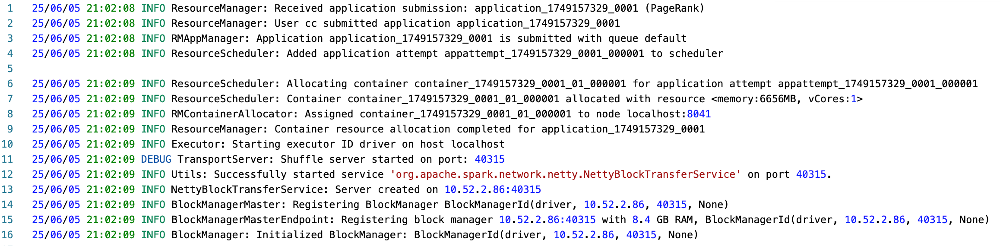 1 25/06/05 21:02:08 INFO ResourceManager: Received application submission: application_1749157329_0001 (PageRank)
2 25/06/05 21:02:08 INFO ResourceManager: User cc submitted application application_1749157329_0001
3 25/06/05 21:02:08 INFO RMAppManager: Application application_1749157329_0001 is submitted with queue default
4 25/06/05 21:02:08 INFO ResourceScheduler: Added application attempt appattempt_1749157329_0001_000001 to scheduler
5
6 25/06/05 21:02:09 INFO ResourceScheduler: Allocating container container_1749157329_0001_01_000001 for application attempt appattempt_1749157329_0001_000001
7 25/06/05 21:02:09 INFO ResourceScheduler: Container container_1749157329_0001_01_000001 allocated with resource <memory:6656MB, vCores:1>
8 25/06/05 21:02:09 INFO RMContainerAllocator: Assigned container_1749157329_0001_01_000001 to node localhost:8041
9 25/06/05 21:02:09 INFO ResourceManager: Container resource allocation completed for application_1749157329_0001
10 25/06/05 21:02:09 INFO Executor: Starting executor ID driver on host localhost
11 25/06/05 21:02:09 DEBUG TransportServer: Shuffle server started on port: 40315
12 25/06/05 21:02:09 INFO Utils: Successfully started service 'org.apache.spark.network.netty.NettyBlockTransferService' on port 40315.
13 25/06/05 21:02:09 INFO NettyBlockTransferService: Server created on 10.52.2.86:40315
14 25/06/05 21:02:09 INFO BlockManagerMaster: Registering BlockManager BlockManagerId(driver, 10.52.2.86, 40315, None)
15 25/06/05 21:02:09 INFO BlockManagerMasterEndpoint: Registering block manager 10.52.2.86:40315 with 8.4 GB RAM, BlockManagerId(driver, 10.52.2.86, 40315, None)
16 25/06/05 21:02:09 INFO BlockManager: Initialized BlockManager: BlockManagerId(driver, 10.52.2.86, 40315, None)